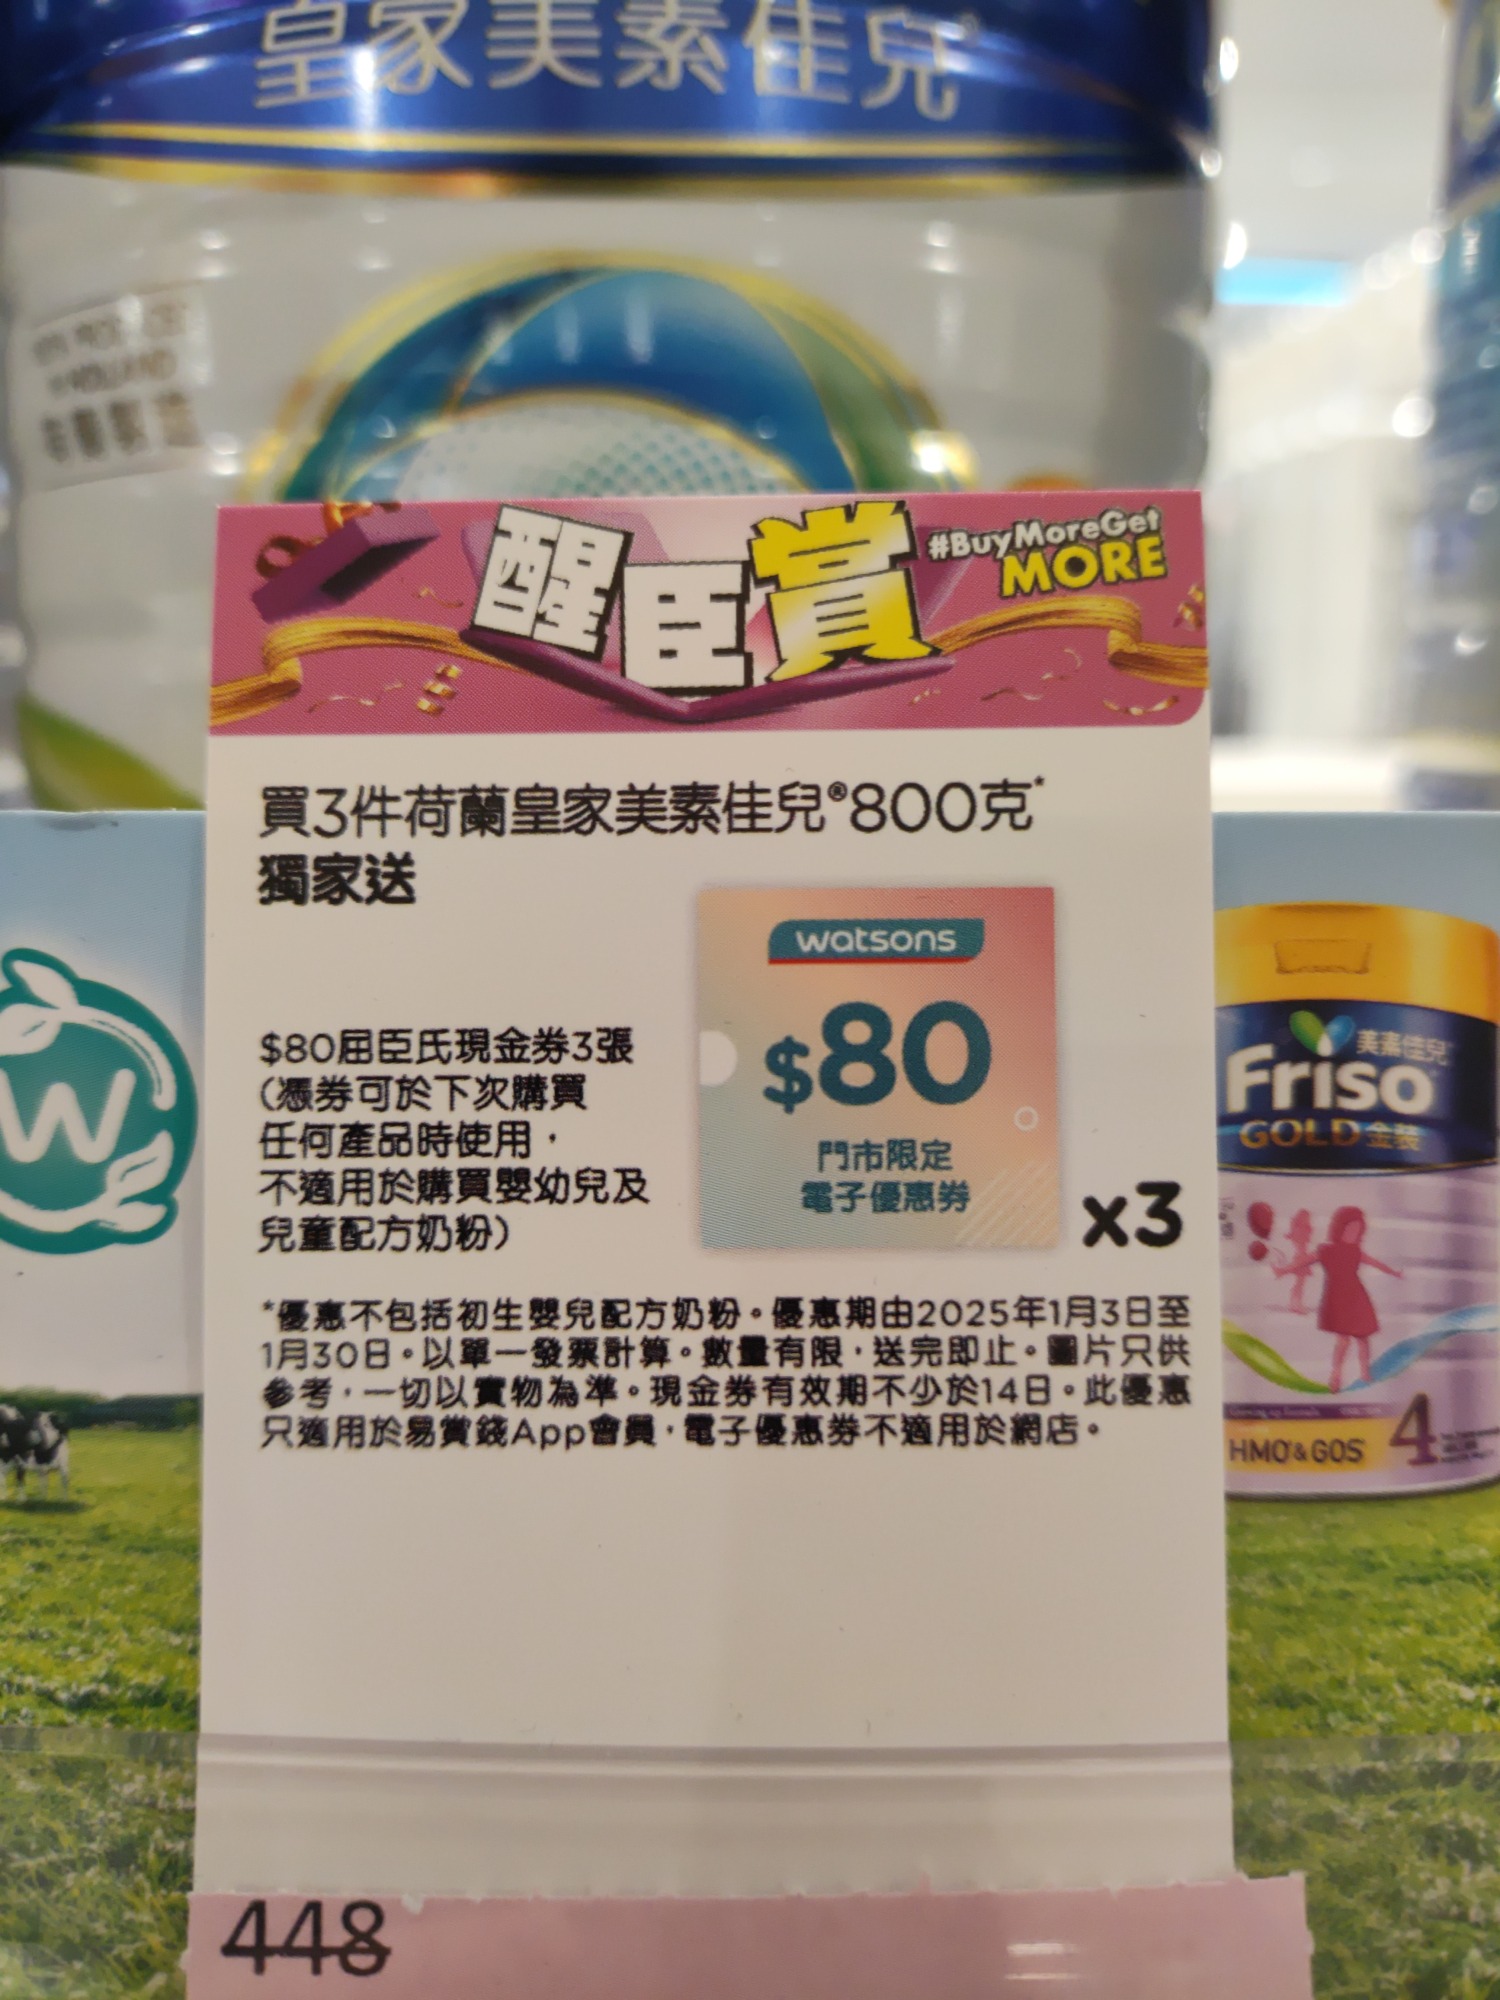 皇家美素佳兒
醒臣賞
#BuyMoreGet
MORE
買3件荷蘭皇家美素佳兒®800克*
獨家送
watsons
$80
門市限定
電子優惠券
x3
$80屈臣氏現金券3張
（憑券可於下次購買
任何產品時使用，
不適用於購買嬰幼兒及
兒童配方奶粉）
*優惠不包括初生嬰兒配方奶粉。優惠期由2025年1月3日至
1月30日。以單一發票計算。數量有限，送完即止。圖片只供
參考，一切以實物為準。現金券有效期不少於14日。此優惠
只適用於易賞錢App會員，電子優惠券不適用於網店。
W
美素佳兒
Friso
GOLD 金裝
HMO & GOS
4
448